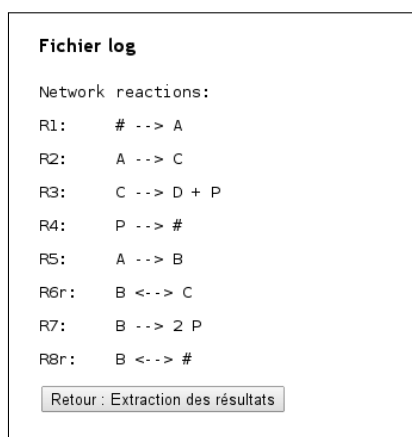 Fichier log
Network reactions:
R1: # --> A
R2: A --> C
R3: C --> D + P
R4: P --> #
R5: A --> B
R6r: B <--> C
R7: B --> 2 P
R8r: B <--> #
Retour : Extraction des résultats